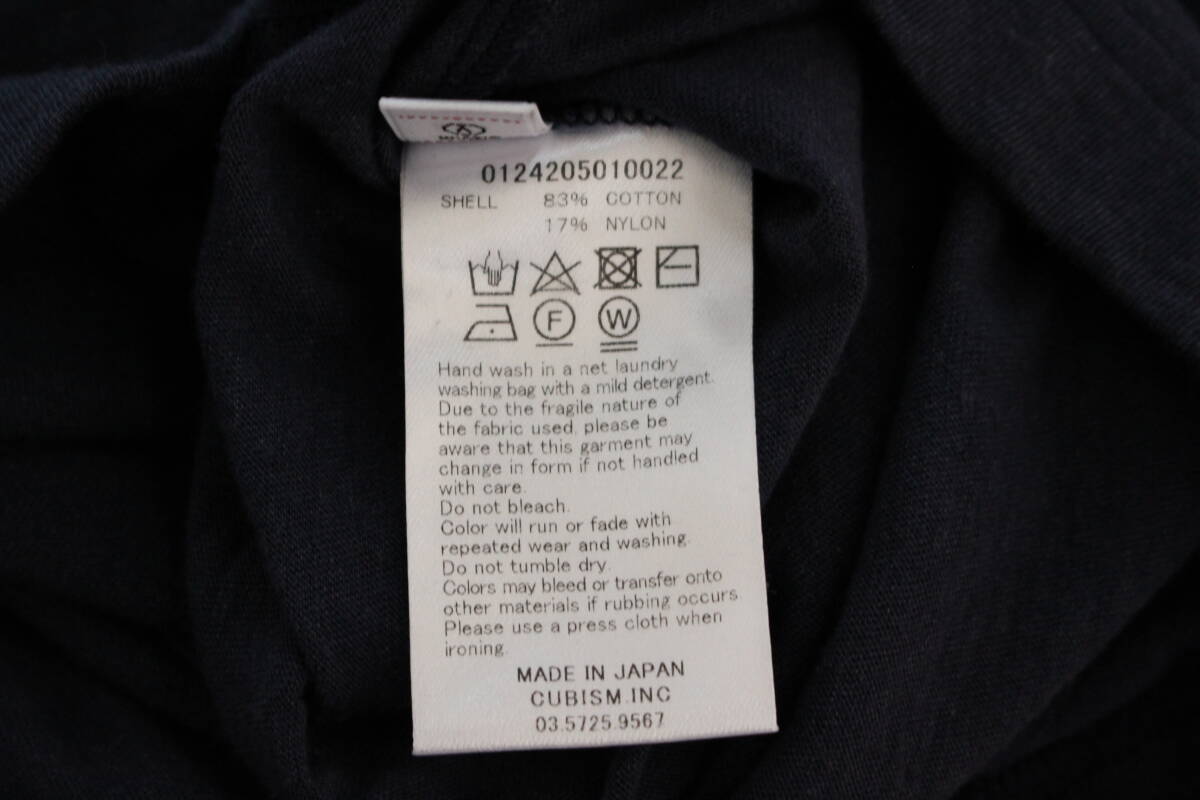 0124205010022
SHELL 83% COTTON
17% NYLON
F W
Hand wash in a net laundry
washing bag with a mild detergent.
Due to the fragile nature of
the fabric used, please be
aware that this garment may
change in form if not handled
with care.
Do not bleach.
Color will run or fade with
repeated wear and washing.
Do not tumble dry.
Colors may bleed or transfer onto
other materials if rubbing occurs.
Please use a press cloth when
ironing.
MADE IN JAPAN
CUBISM.INC
03.5725.9567